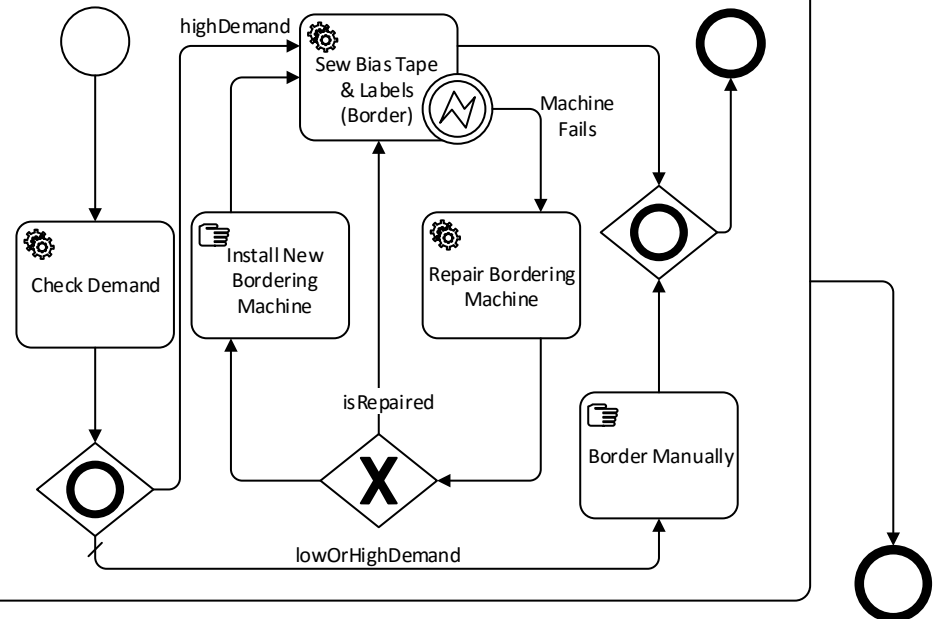 highDemand
Sew Bias Tape
& Labels
(Border)
Machine
Fails
Check Demand
Install New
Bordering
Machine
Repair Bordering
Machine
isRepaired
X
Border Manually
lowOrHighDemand